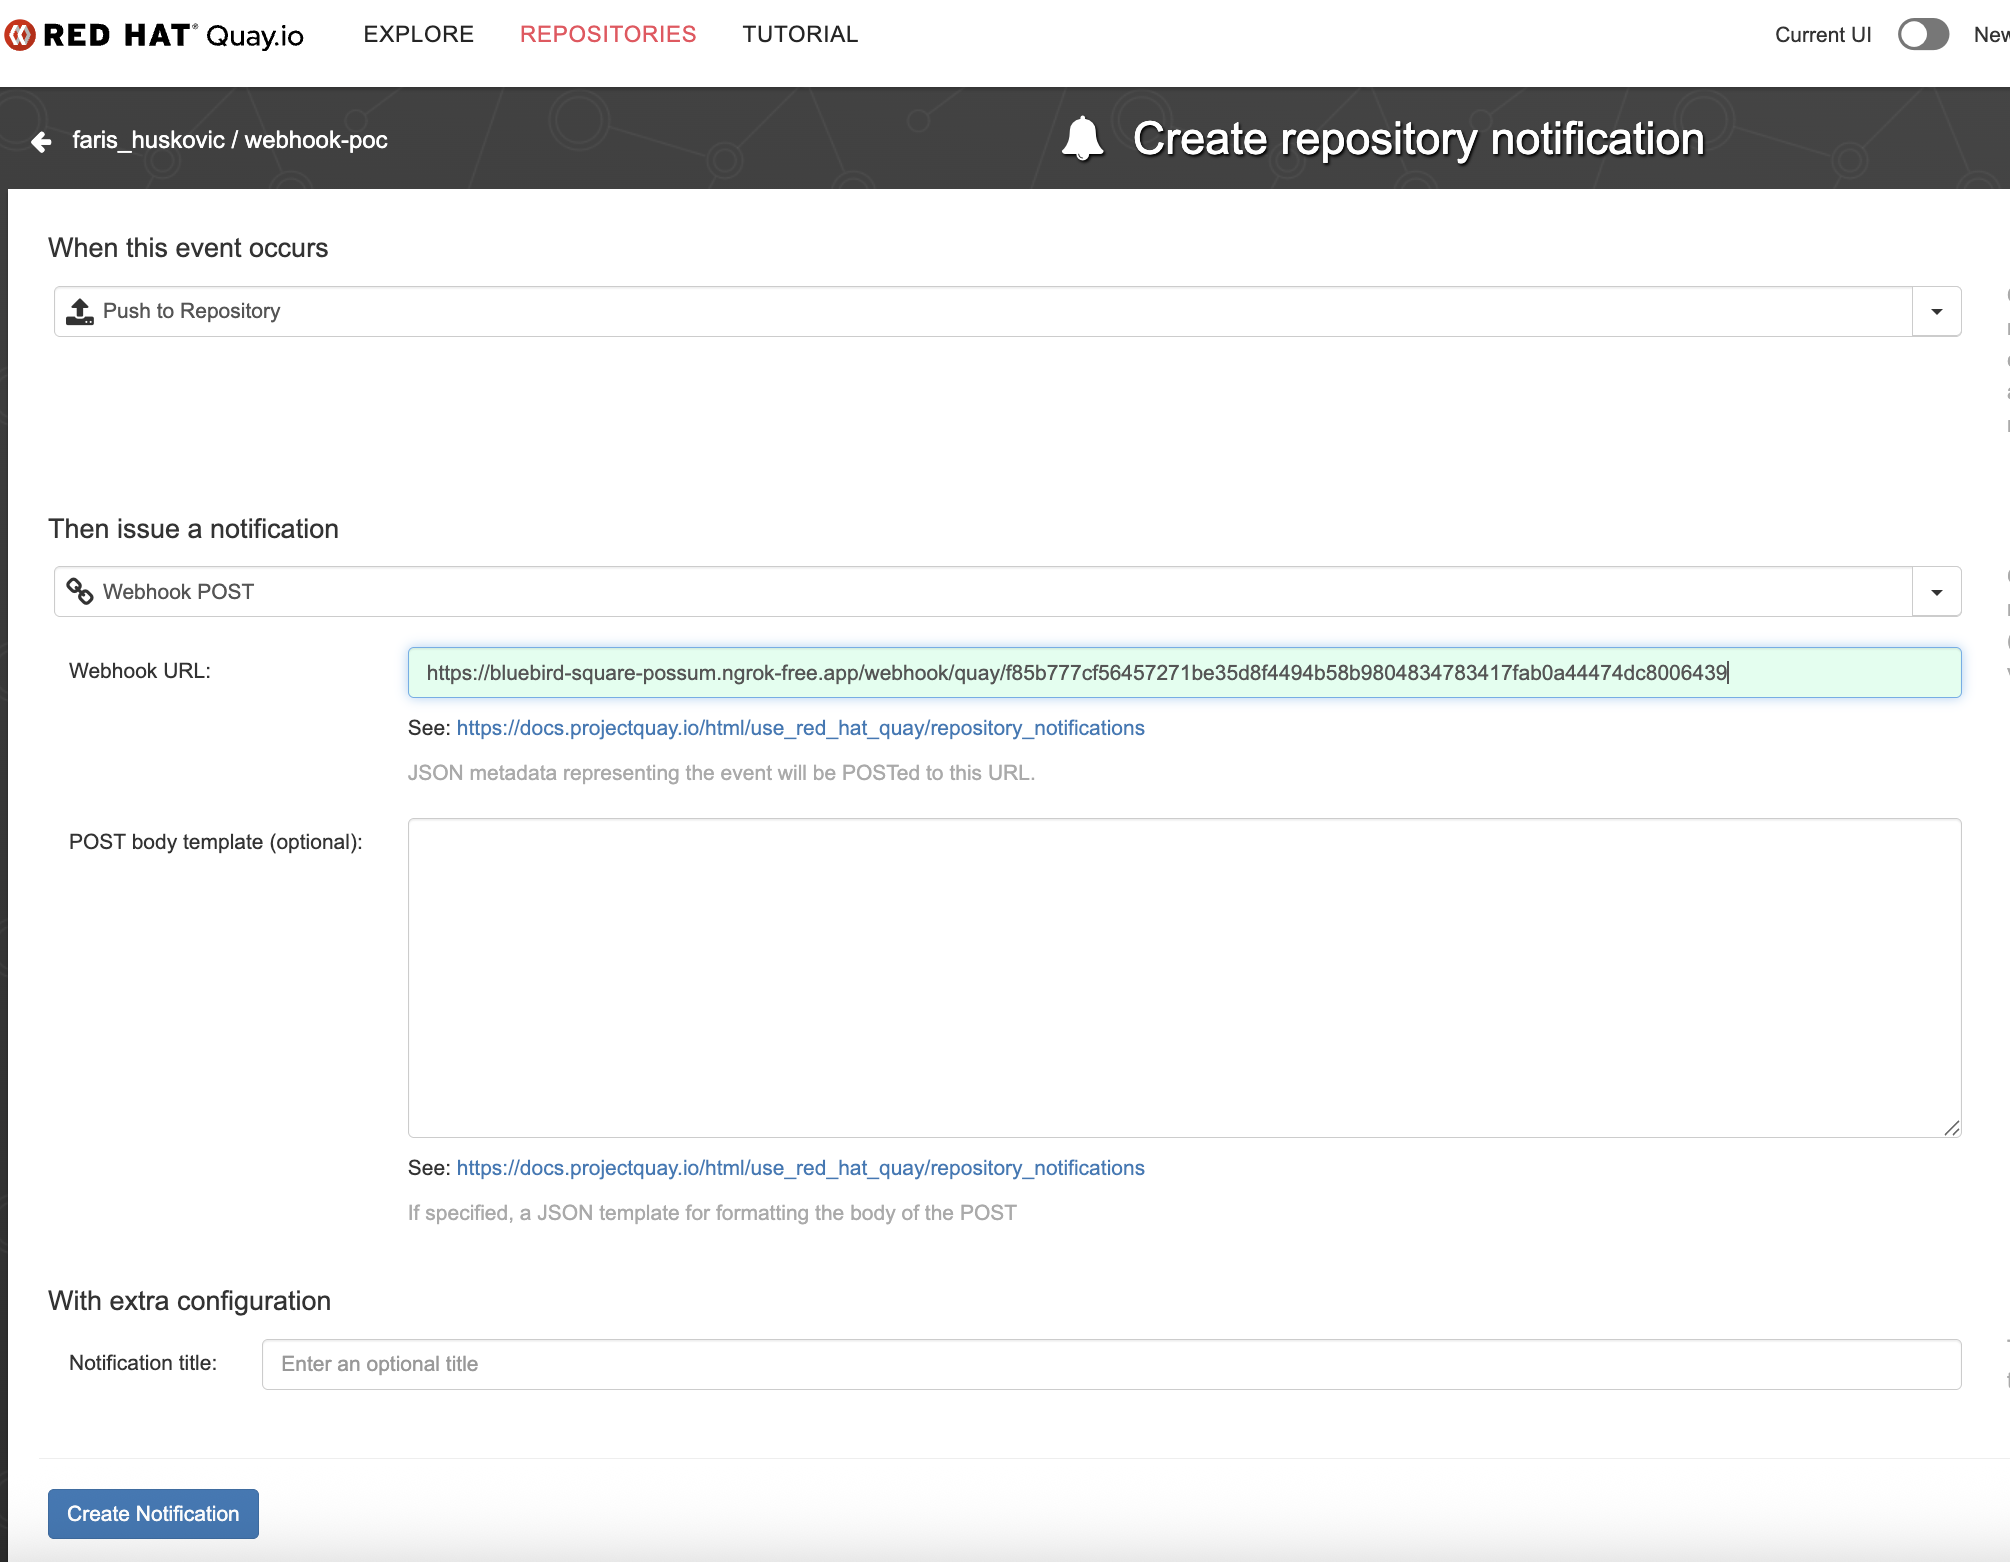 RED HAT® Quay.io EXPLORE REPOSITORIES TUTORIAL Current UI New
faris_huskovic / webhook-poc Create repository notification
When this event occurs
Push to Repository
Then issue a notification
Webhook POST
Webhook URL: https://bluebird-square-possum.ngrok-free.app/webhook/quay/f85b777cf56457271be35d8f4494b58b9804834783417fab0a44474dc8006439
See: https://docs.projectquay.io/html/use_red_hat_quay/repository_notifications
JSON metadata representing the event will be POSTed to this URL.
POST body template (optional):
See: https://docs.projectquay.io/html/use_red_hat_quay/repository_notifications
If specified, a JSON template for formatting the body of the POST
With extra configuration
Notification title: Enter an optional title
Create Notification